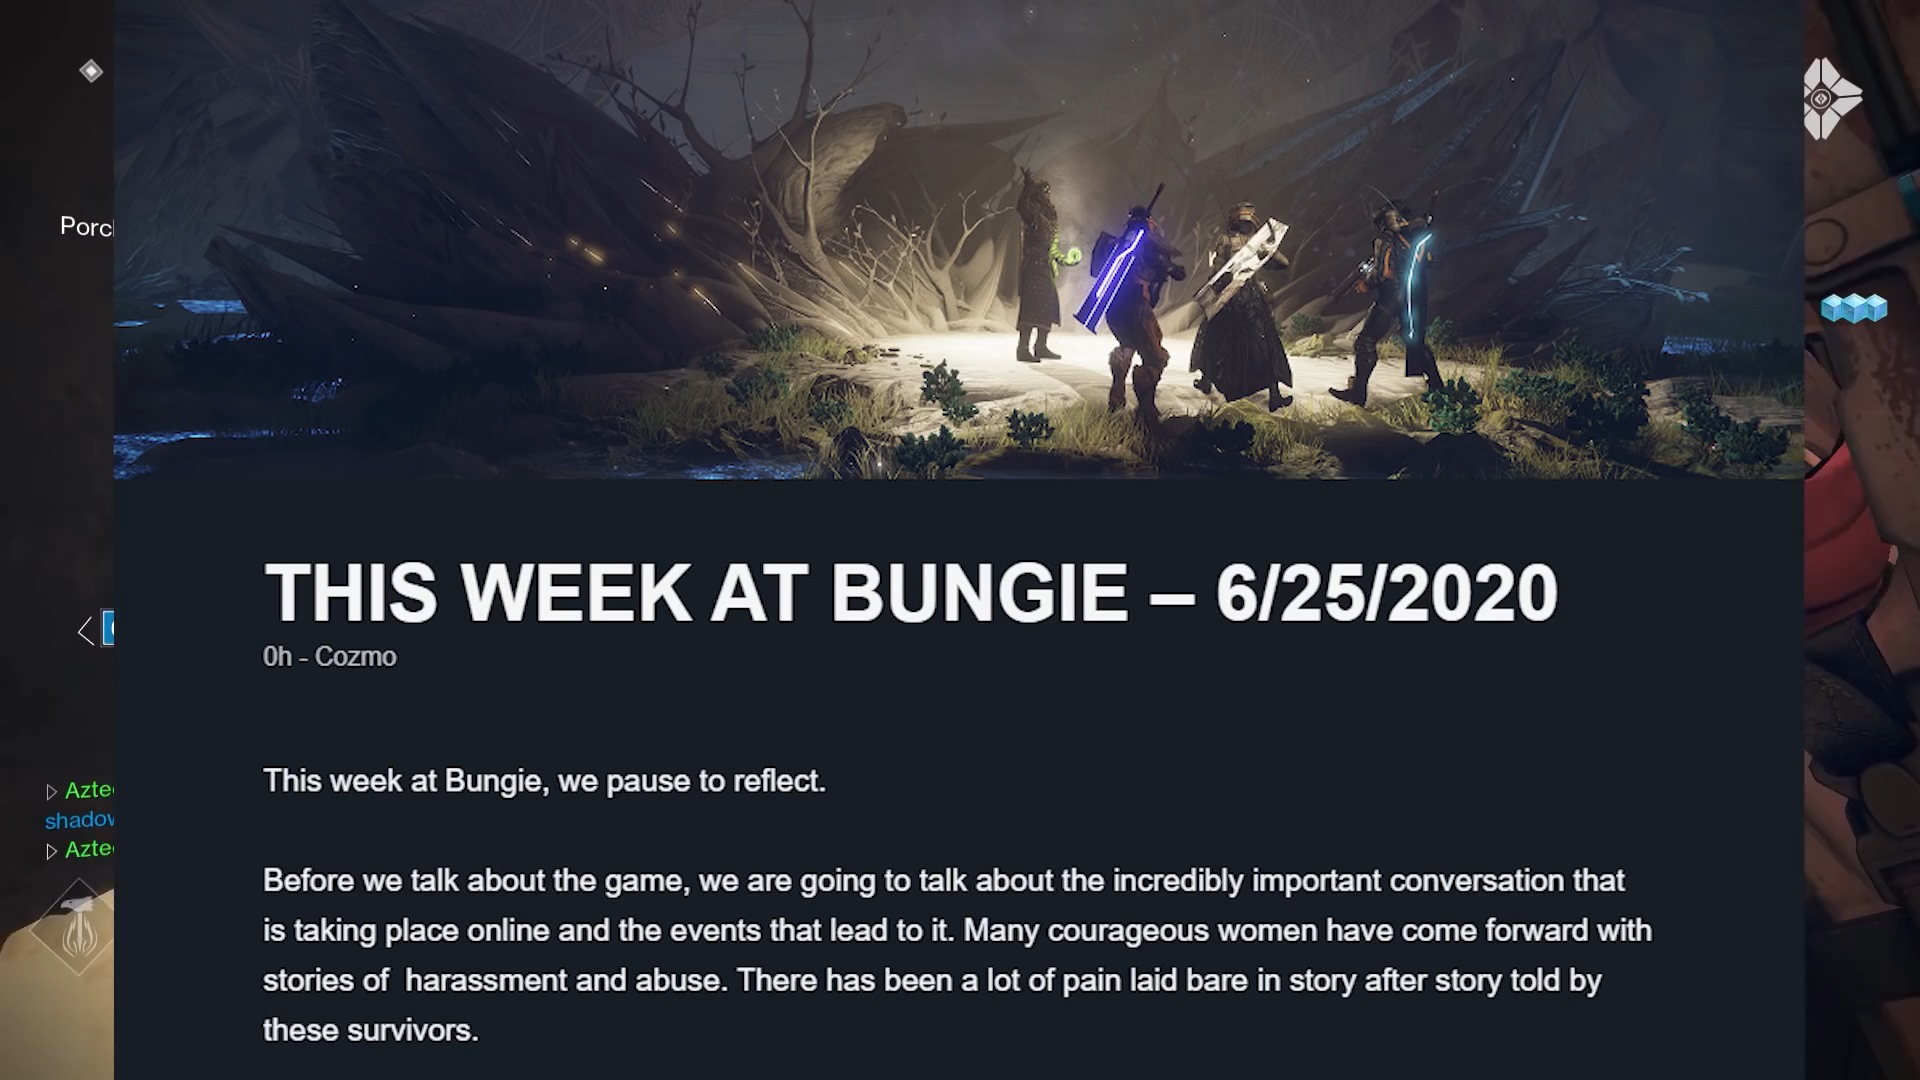 Porc
THIS WEEK AT BUNGIE – 6/25/2020
0h - Cozmo
This week at Bungie, we pause to reflect.
Before we talk about the game, we are going to talk about the incredibly important conversation that
is taking place online and the events that lead to it. Many courageous women have come forward with
stories of  harassment and abuse. There has been a lot of pain laid bare in story after story told by
these survivors.
Azte
shadow
Azte